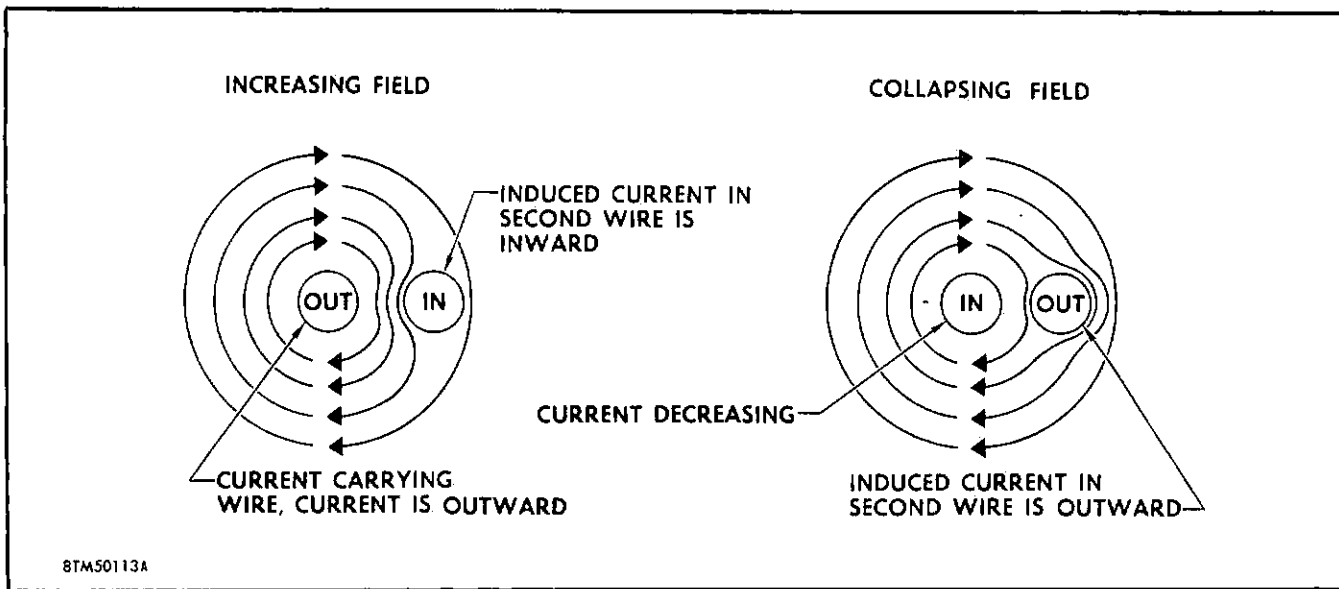 INCREASING FIELD
OUT
IN
INDUCED CURRENT IN
SECOND WIRE IS
INWARD
CURRENT CARRYING
WIRE, CURRENT IS OUTWARD
COLLAPSING FIELD
IN
OUT
CURRENT DECREASING
INDUCED CURRENT IN
SECOND WIRE IS OUTWARD
8TM50113A